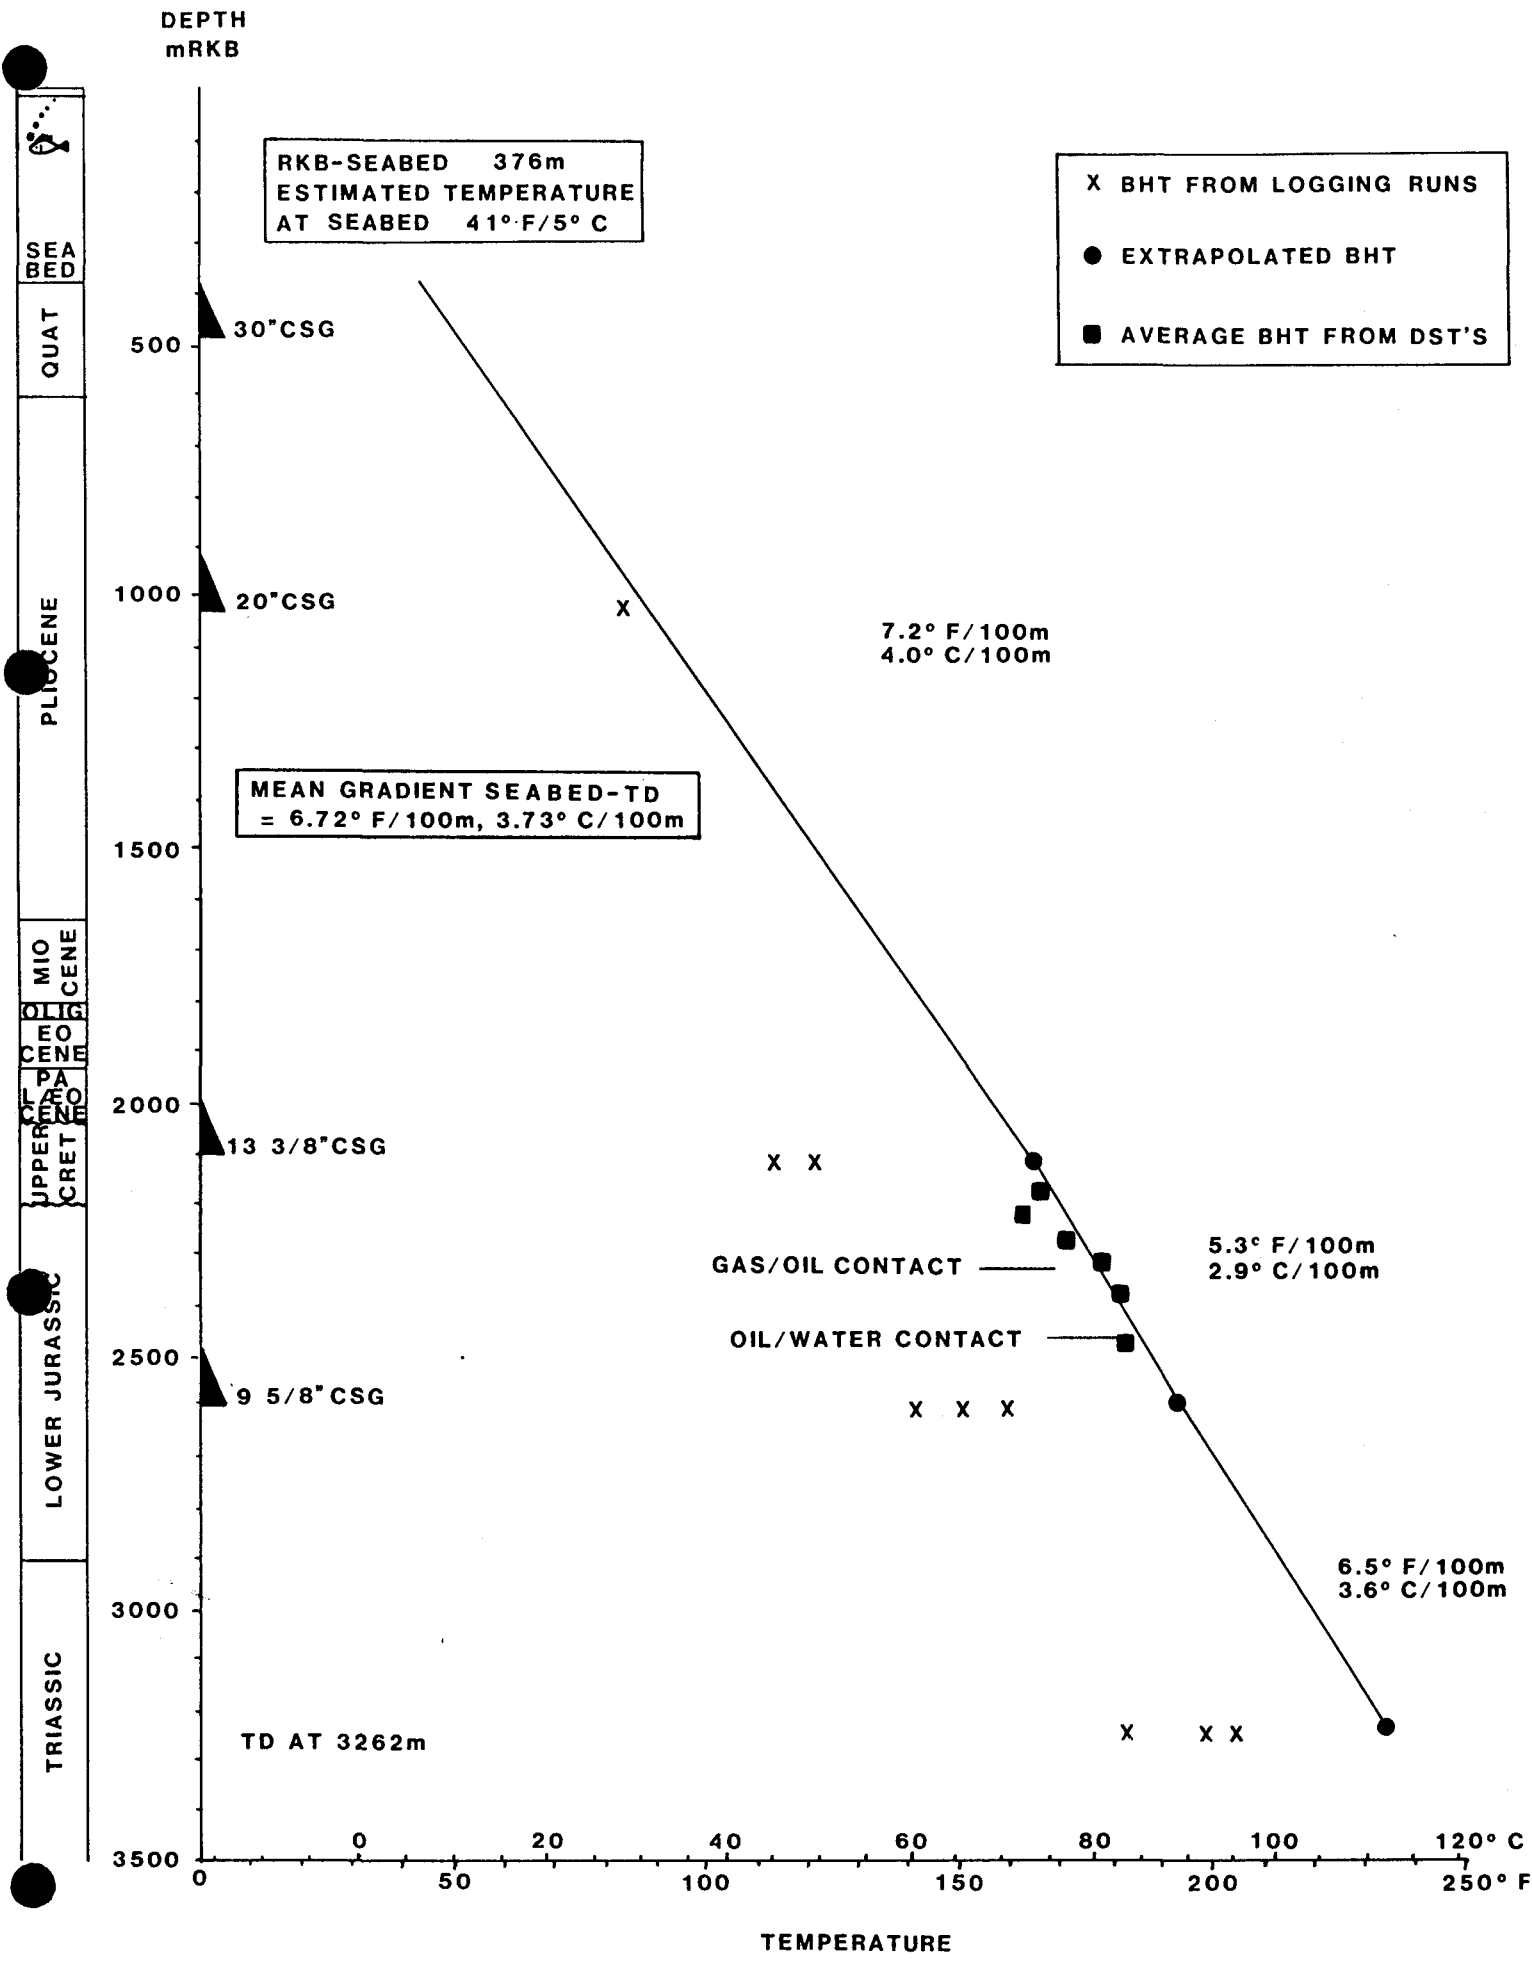 DEPTH
mRKB
RKB-SEABED 376m
ESTIMATED TEMPERATURE
AT SEABED 41° F/5° C
X BHT FROM LOGGING RUNS
EXTRAPOLATED BHT
AVERAGE BHT FROM DST'S
SEA
BED
QUAT
PLIOCENE
MIO
CENE
OLIG
EO
CENE
PA
LÆO
CENE
UPPER
CRET
LOWER JURASSIC
TRIASSIC
500
1000
1500
2000
2500
3000
3500
30"CSG
20"CSG
13 3/8"CSG
9 5/8"CSG
7.2° F/100m
4.0° C/100m
MEAN GRADIENT SEABED-TD
= 6.72° F/100m, 3.73° C/100m
GAS/OIL CONTACT
OIL/WATER CONTACT
5.3° F/100m
2.9° C/100m
6.5° F/100m
3.6° C/100m
TD AT 3262m
0 20 40 60 80 100 120° C
0 50 100 150 200 250° F
TEMPERATURE